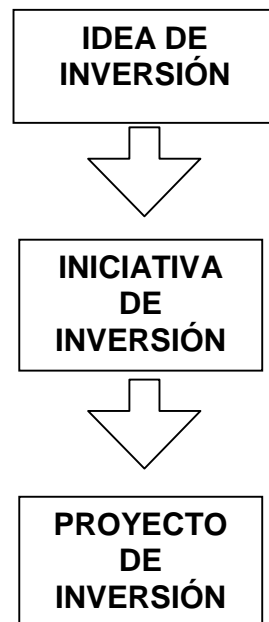 IDEA DE
INVERSIÓN
INICIATIVA
DE
INVERSIÓN
PROYECTO
DE
INVERSIÓN